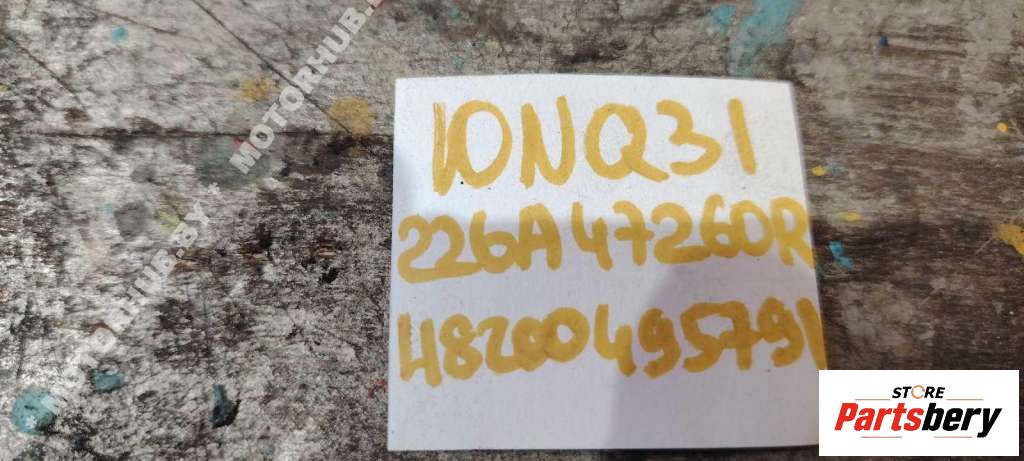 * MOTORHUB.BY
* MOTORHUB.BY
10NQ31
226A47260R
H8200495791
STORE
Partsbery